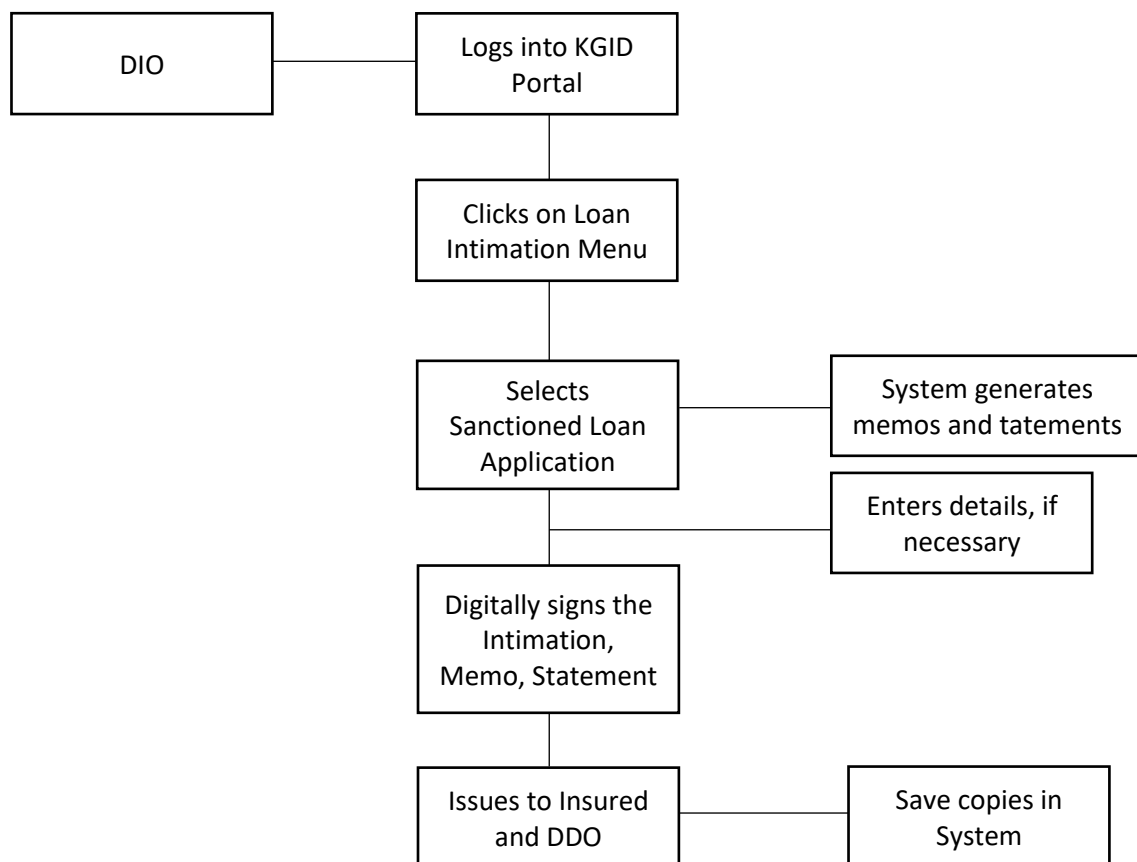 DIO
Logs into KGID
Portal
Clicks on Loan
Intimation Menu
Selects
Sanctioned Loan
Application
System generates
memos and tatements
Enters details, if
necessary
Digitally signs the
Intimation,
Memo, Statement
Issues to Insured
and DDO
Save copies in
System